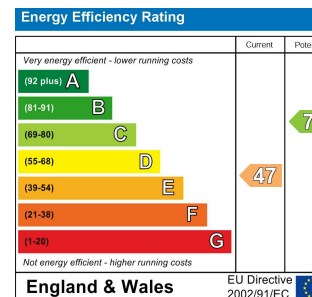 Energy Efficiency Rating
Current
Very energy efficient - lower running costs
(92 plus) A
(81-91) B
(69-80) C
(55-68) D
(39-54) E
47
(21-38) F
(1-20) G
Not energy efficient - higher running costs
England & Wales
EU Directive
2002/91/EC